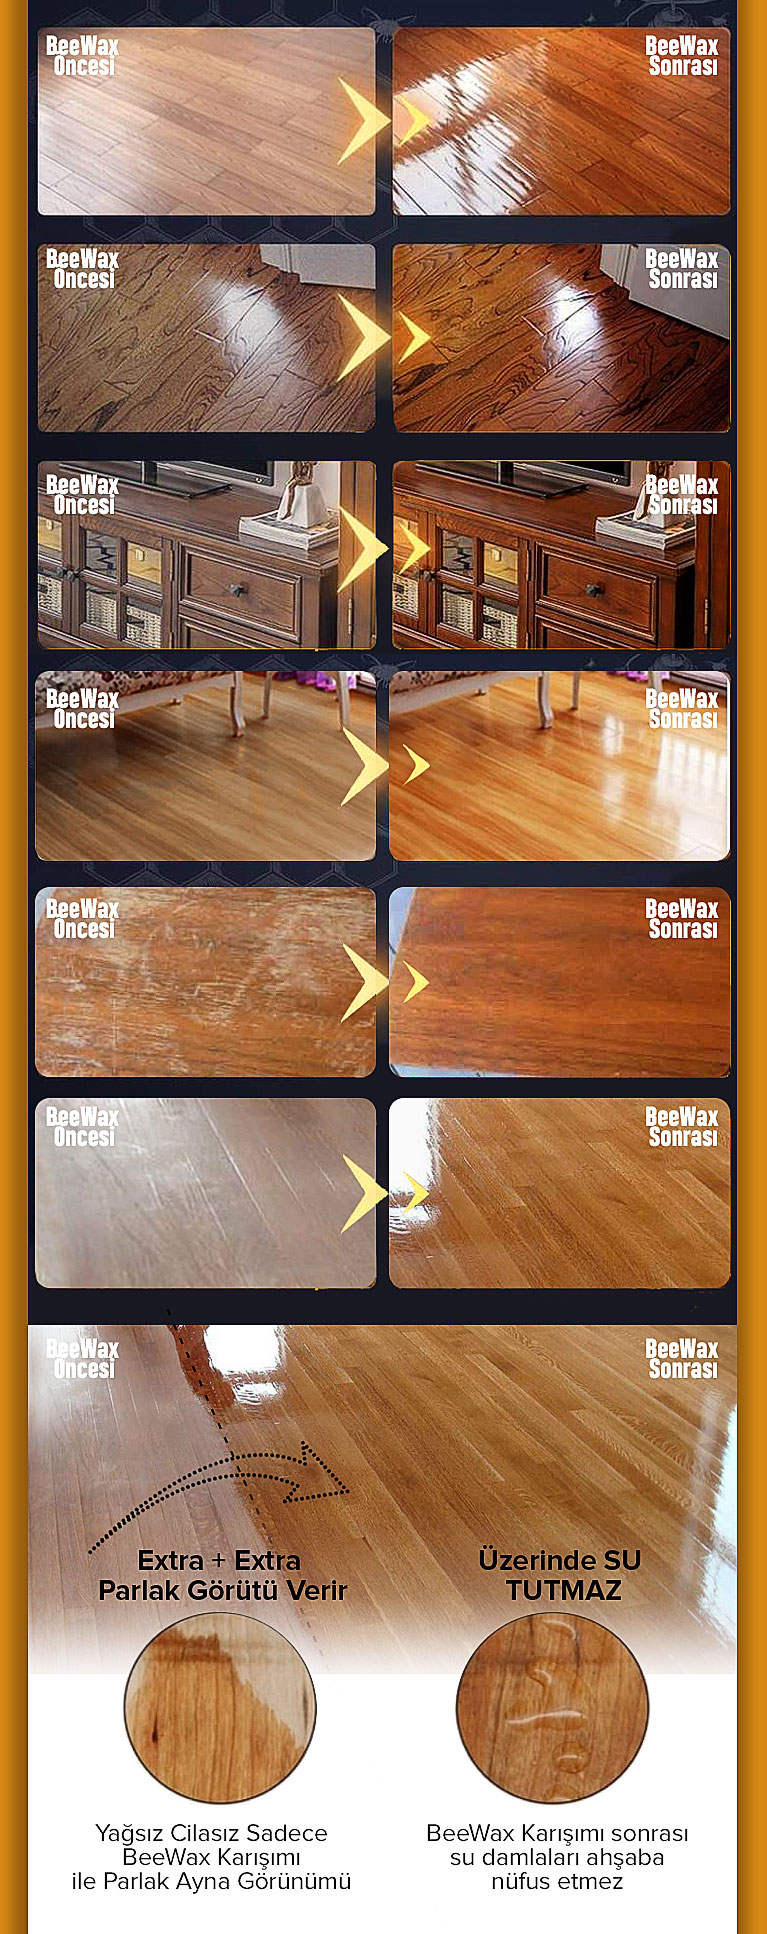 BeeWax
Öncesi
BeeWax
Sonrası
BeeWax
Öncesi
BeeWax
Sonrası
BeeWax
Öncesi
BeeWax
Sonrası
BeeWax
Öncesi
BeeWax
Sonrası
BeeWax
Öncesi
BeeWax
Sonrası
BeeWax
Öncesi
BeeWax
Sonrası
BeeWax
Öncesi
BeeWax
Sonrası
Extra + Extra
Parlak Görütü Verir
Üzerinde SU
TUTMAZ
Yağsız Cilasız Sadece
BeeWax Karışımı
ile Parlak Ayna Görünümü
BeeWax Karışımı sonrası
su damlaları ahşaba
nüfus etmez